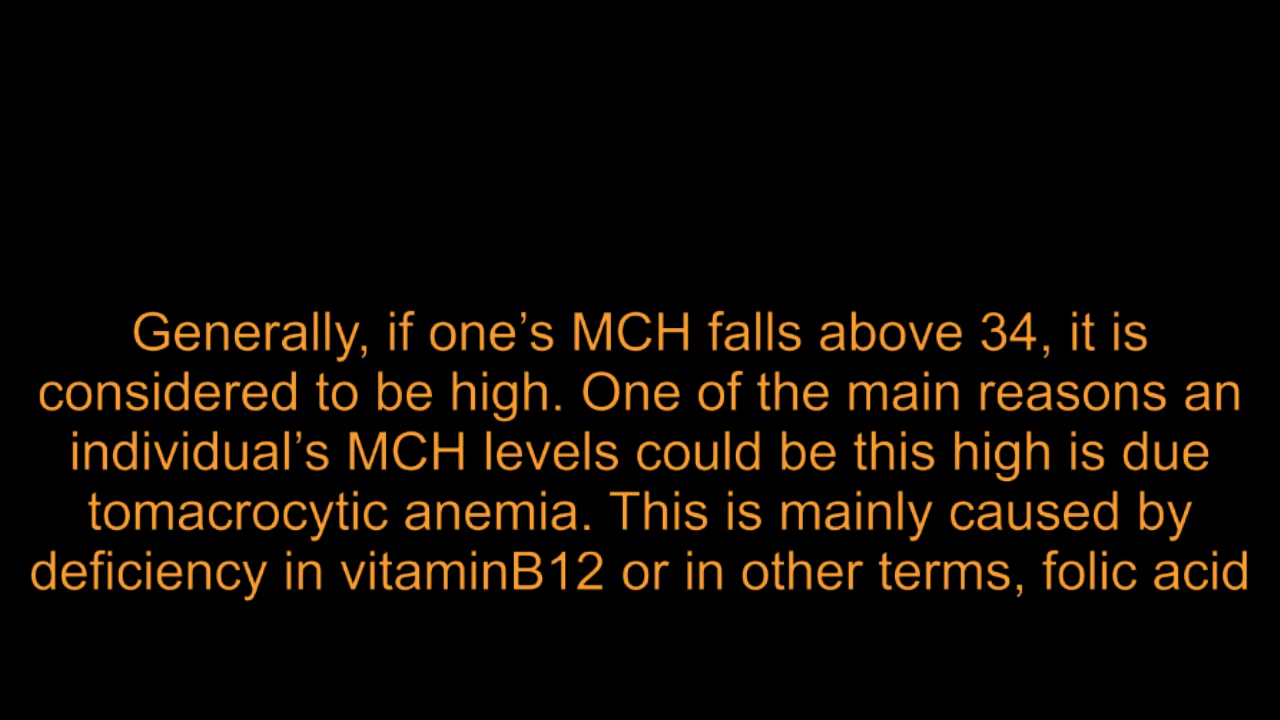 Generally, if one’s MCH falls above 34, it is
considered to be high. One of the main reasons an
individual’s MCH levels could be this high is due
tomacrocytic anemia. This is mainly caused by
deficiency in vitaminB12 or in other terms, folic acid